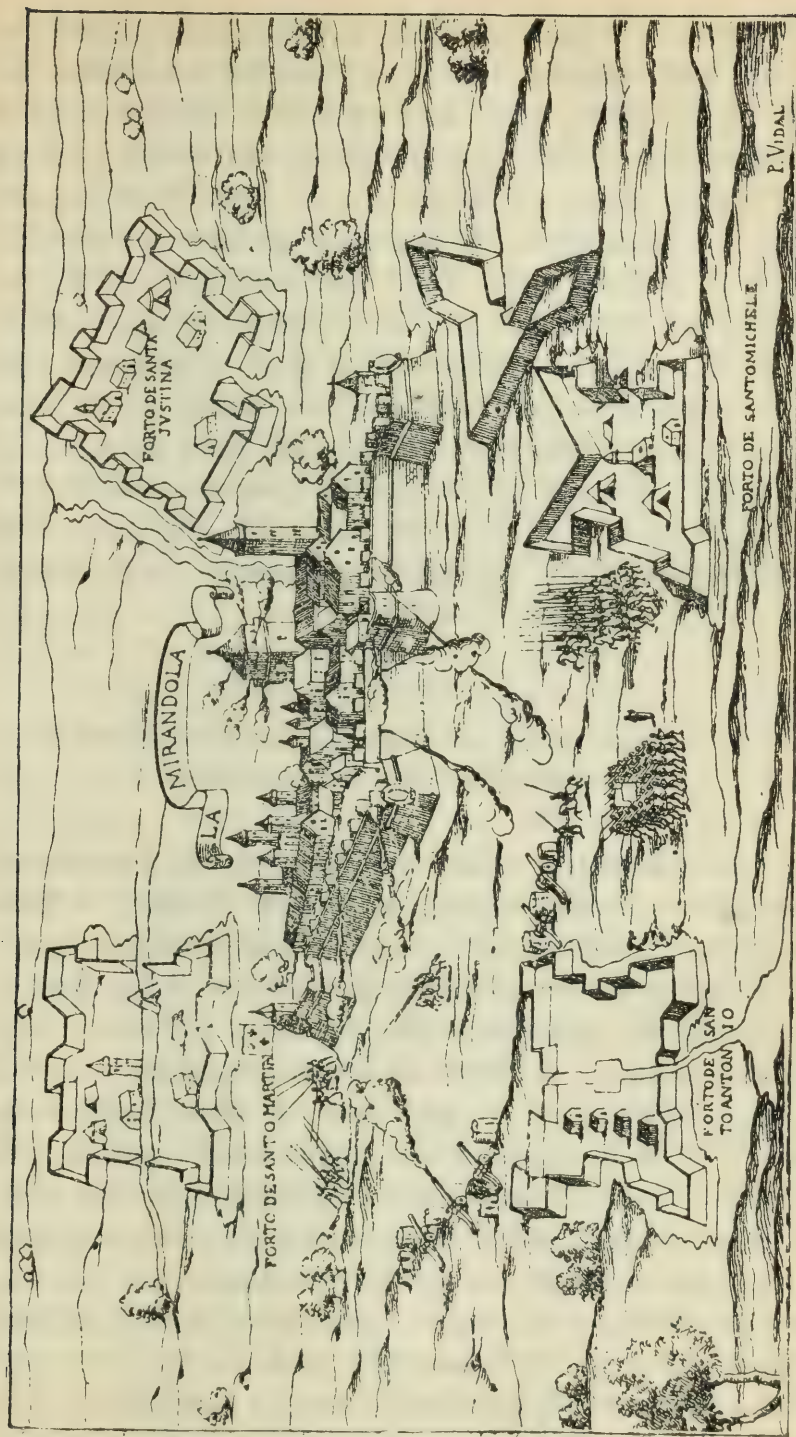 FORTO DE SANTA
JVSTINA
LA MIRANDOLA
FORTO DE SANTO MARTIN
FORTO DE SAN
TO ANTONIO
FORTO DE SANTOMICHELE
P. VIDAL